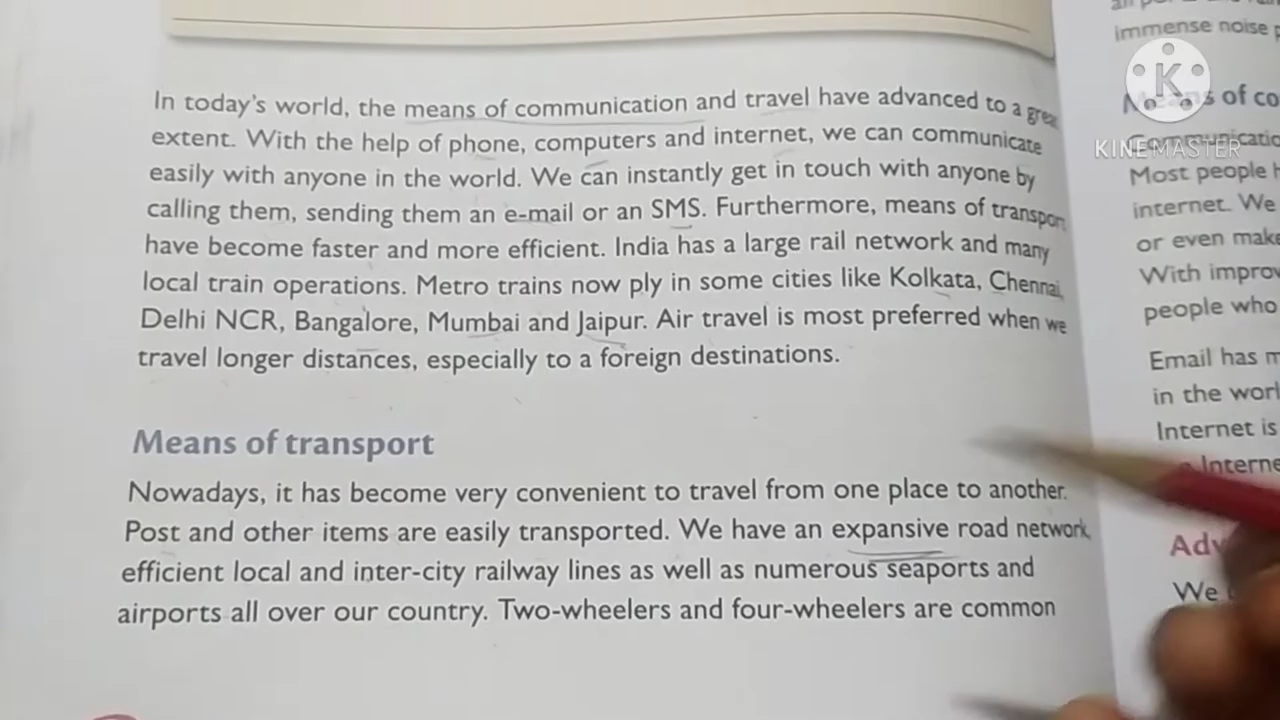 In today's world, the means of communication and travel have advanced to a great
extent. With the help of phone, computers and internet, we can communicate
easily with anyone in the world. We can instantly get in touch with anyone by
calling them, sending them an e-mail or an SMS. Furthermore, means of transport
have become faster and more efficient. India has a large rail network and many
local train operations. Metro trains now ply in some cities like Kolkata, Chennai,
Delhi NCR, Bangalore, Mumbai and Jaipur. Air travel is most preferred when we
travel longer distances, especially to a foreign destinations.
Means of transport
Nowadays, it has become very convenient to travel from one place to another.
Post and other items are easily transported. We have an expansive road network,
efficient local and inter-city railway lines as well as numerous seaports and
airports all over our country. Two-wheelers and four-wheelers are common
immense noise
Means of co
Communicatio
Most people h
internet. We
or even make
With improv
people who
Email has m
in the worl
Internet is
Interne
Adv
We
K
KINEMASTER